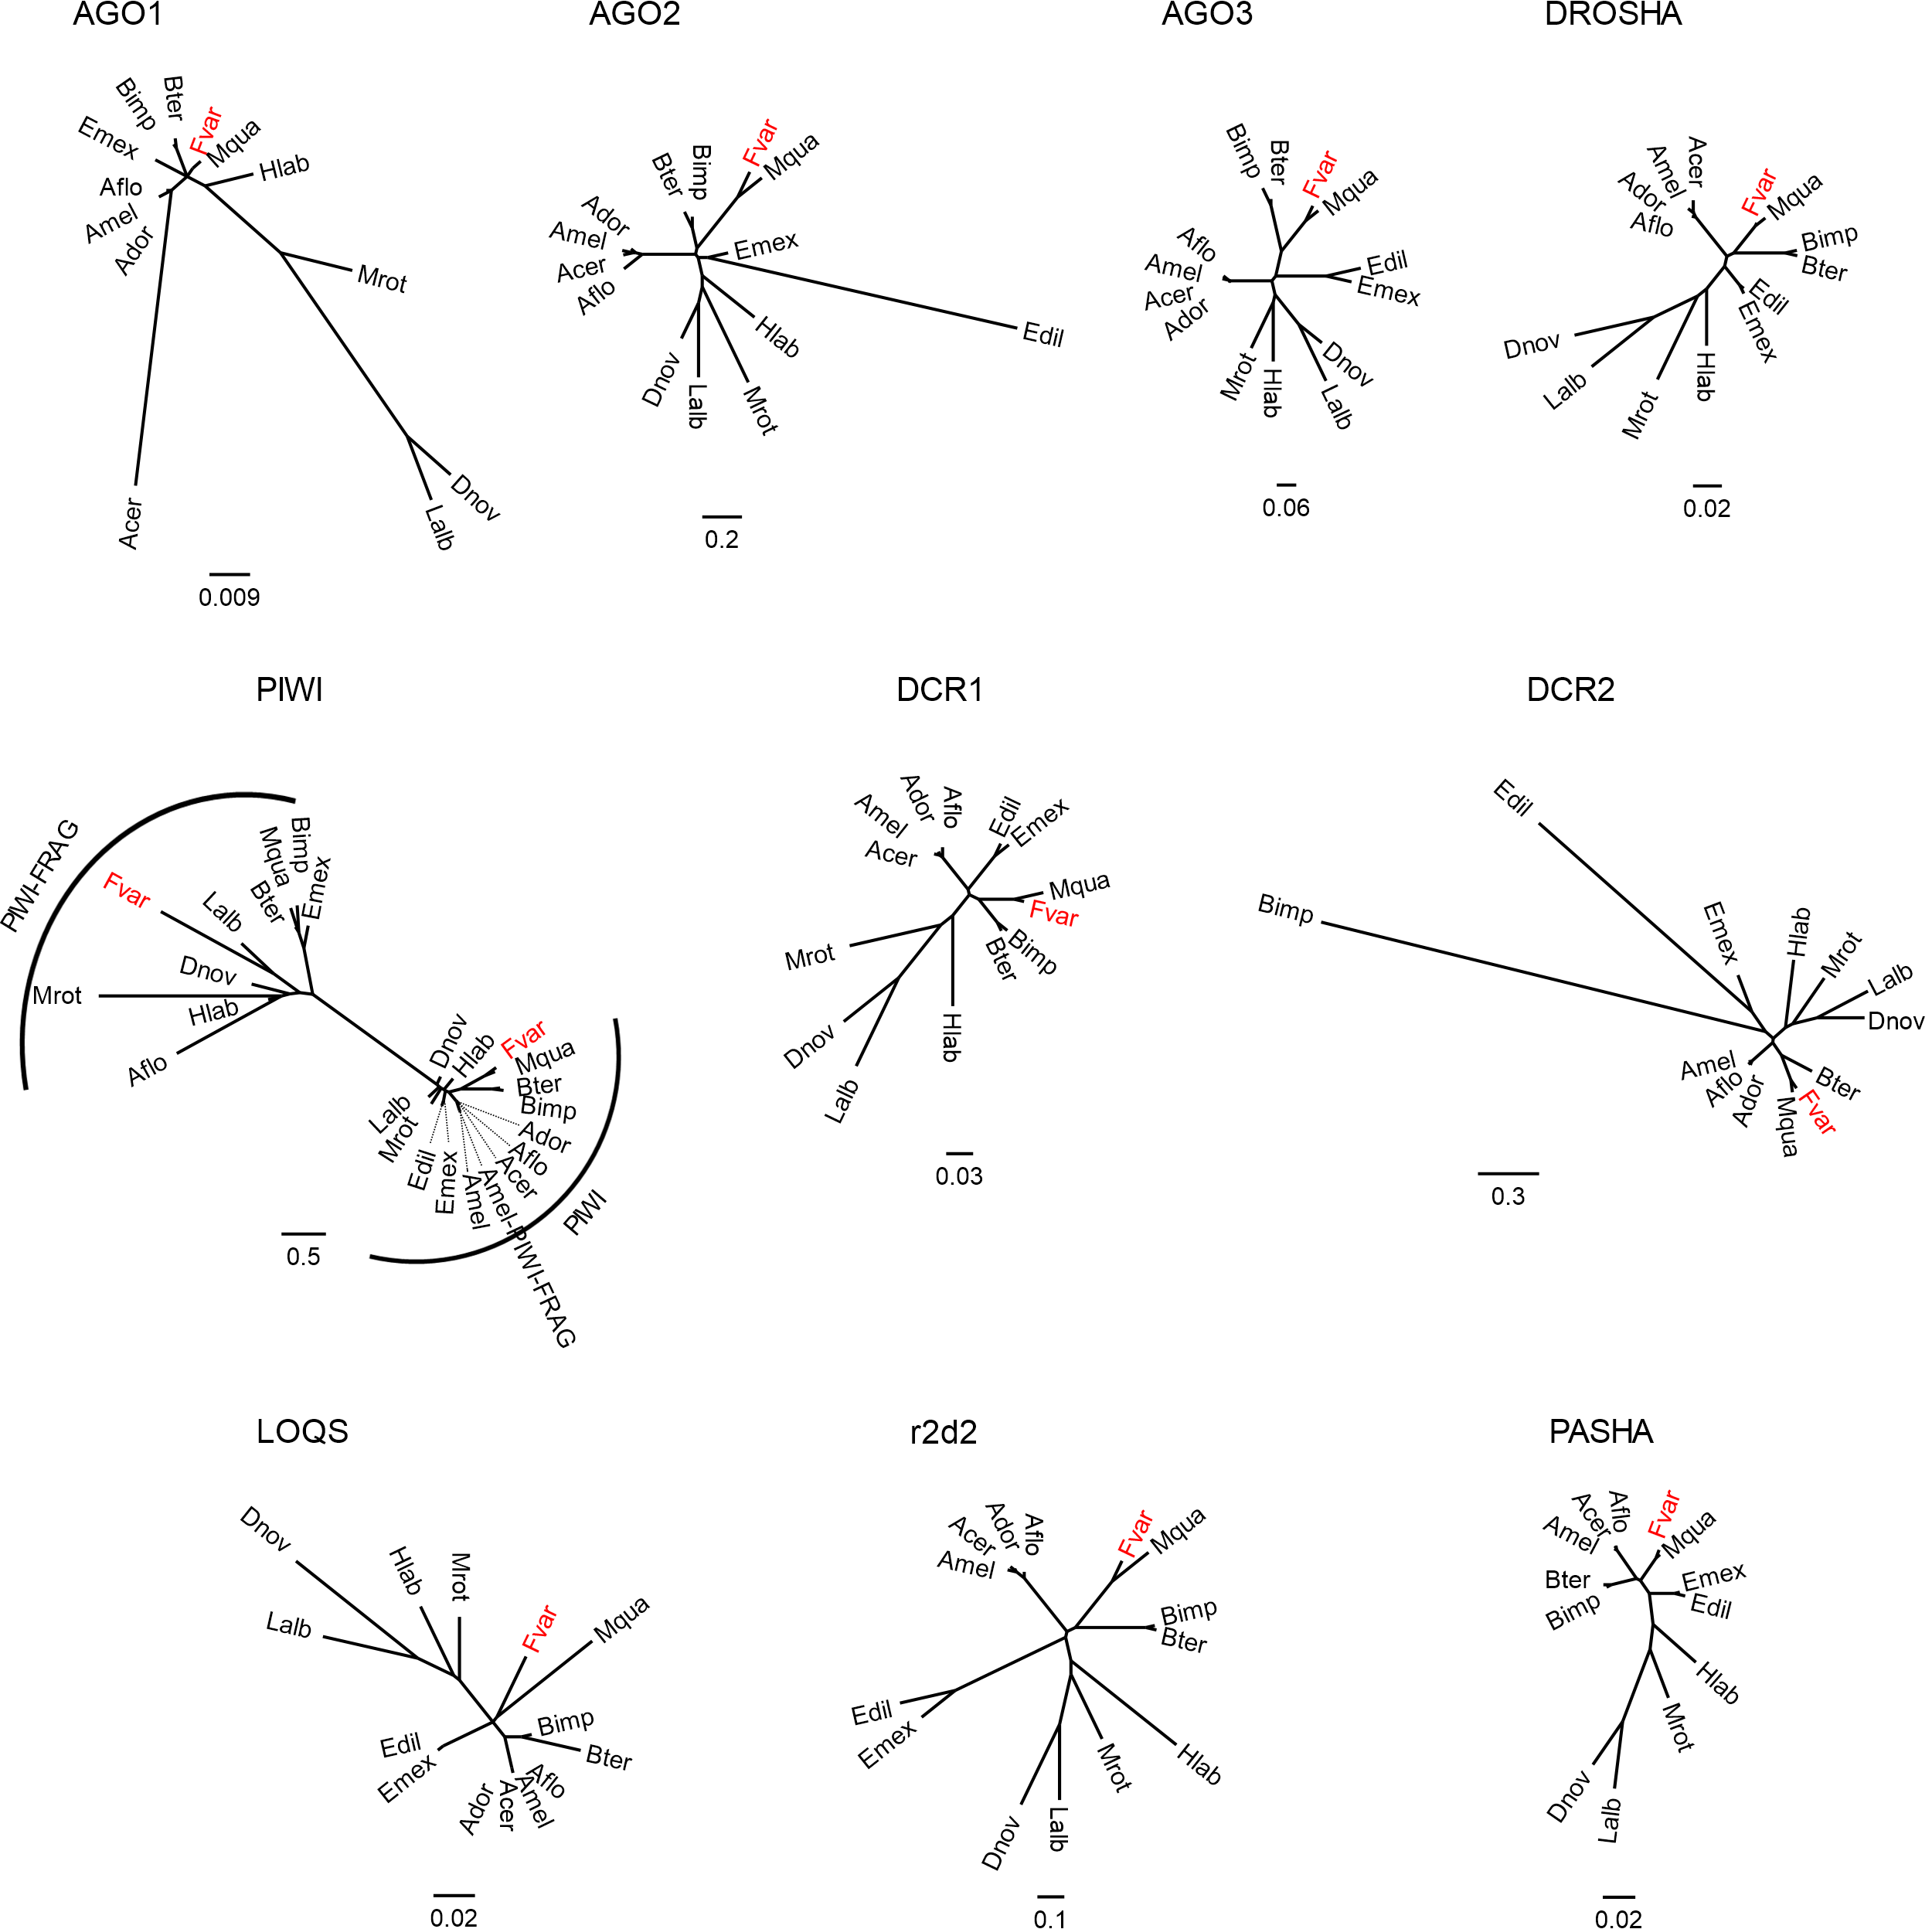 AGO1
Bimp
Bter
Fvar
Mqua
Emex
Hlab
Aflo
Amel
Ador
Mrot
Acer
Lalb
Dnov
0.009
AGO2
Bter
Bimp
Fvar
Mqua
Ador
Amel
Acer
Aflo
Emex
Edil
Hlab
Dnov
Lalb
Mrot
0.2
AGO3
Bimp
Bter
Fvar
Mqua
Aflo
Amel
Acer
Ador
Edil
Emex
Mrot
Hlab
Dnov
Lalb
0.06
DROSHA
Acer
Amel
Ador
Aflo
Fvar
Mqua
Bimp
Bter
Edil
Emex
Dnov
Lalb
Mrot
Hlab
0.02
PIWI
PIWI-FRAG
Fvar
Lalb
Mqua
Bimp
Bter
Emex
Dnov
Mrot
Hlab
Aflo
Dnov
Hlab
Fvar
Mqua
Bter
Bimp
Lalb
Mrot
Edil
Emex
Amel
Amel-PIWI-FRAG
Acer
Aflo
Ador
PIWI
0.5
DCR1
Ador
Aflo
Amel
Acer
Edil
Emex
Mqua
Fvar
Bimp
Bter
Mrot
Dnov
Lalb
Hlab
0.03
DCR2
Edil
Bimp
Emex
Hlab
Mrot
Lalb
Dnov
Amel
Aflo
Ador
Bter
Fvar
Mqua
0.3
LOQS
Dnov
Hlab
Mrot
Lalb
Fvar
Mqua
Edil
Emex
Bimp
Bter
Aflo
Amel
Acer
Ador
0.02
r2d2
Acer
Ador
Aflo
Amel
Fvar
Mqua
Bimp
Bter
Edil
Emex
Dnov
Lalb
Mrot
Hlab
0.1
PASHA
Aflo
Acer
Amel
Fvar
Mqua
Bter
Bimp
Emex
Edil
Hlab
Mrot
Dnov
Lalb
0.02